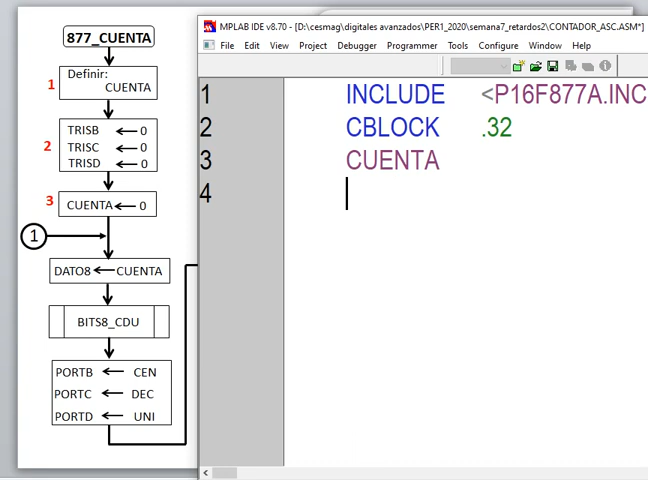 877_CUENTA
1
Definir:
CUENTA
2
TRISB ← 0
TRISC ← 0
TRISD ← 0
3
CUENTA ← 0
1
DATO8 ← CUENTA
BITS8_CDU
PORTB ← CEN
PORTC ← DEC
PORTD ← UNI
MPLAB IDE v8.70 - [D:\cesmag\digitales avanzados\PER1_2020\semana7_retardos2\CONTADOR_ASC.ASM*]
File Edit View Project Debugger Programmer Tools Configure Window Help
1 INCLUDE <P16F877A.INC
2 CBLOCK .32
3 CUENTA
4